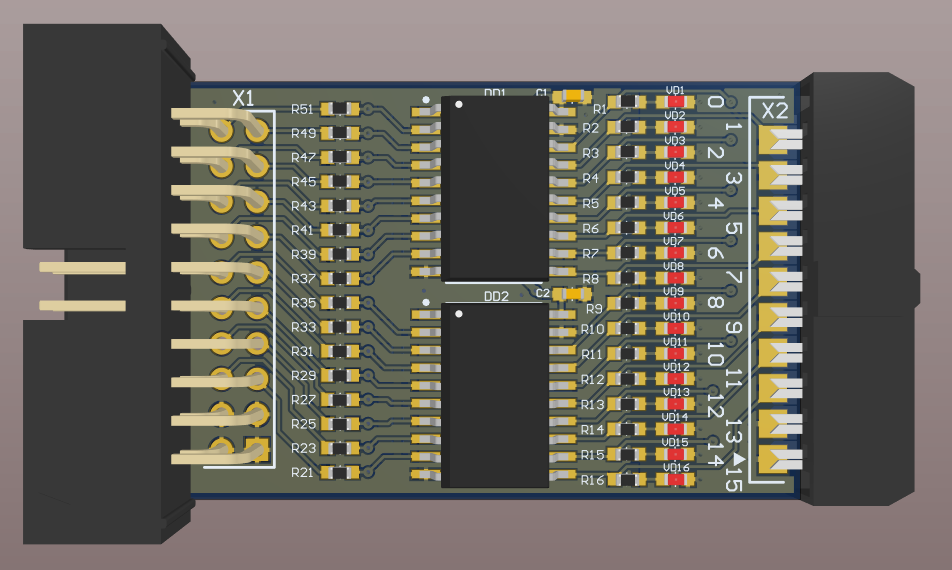 X1
R51
R49
R47
R45
R43
R41
R39
R37
R35
R33
R31
R29
R27
R25
R23
R21
DD1
C1
DD2
C2
R1
R2
R3
R4
R5
R6
R7
R8
R9
R10
R11
R12
R13
R14
R15
R16
VD1
VD2
VD3
VD4
VD5
VD6
VD7
VD8
VD9
VD10
VD11
VD12
VD13
VD14
VD15
VD16
0
1
2
3
4
5
6
7
8
9
10
11
12
13
14
15
X2